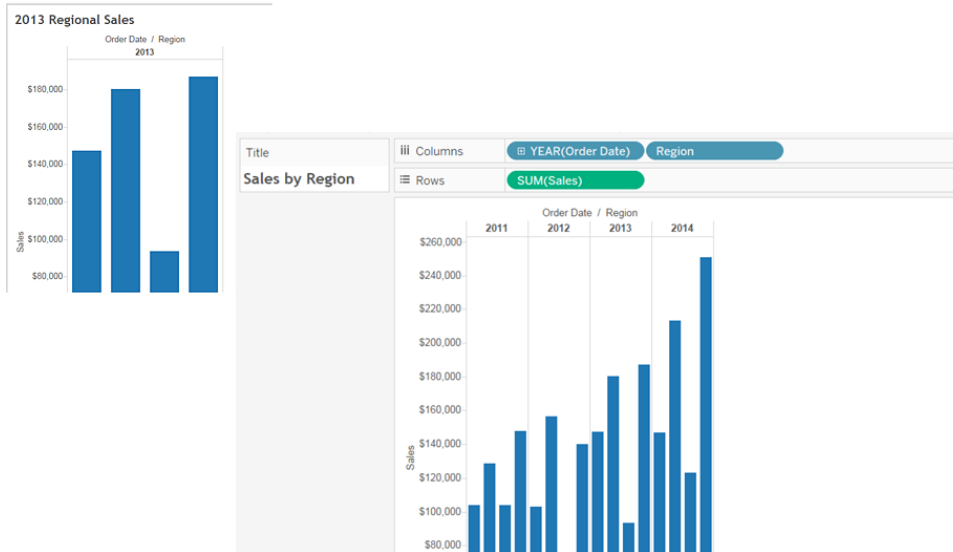 2013 Regional Sales
Order Date / Region
2013
$180,000
$160,000
$140,000
$120,000
$100,000
$80,000
Sales
Title
Sales by Region
Columns
YEAR(Order Date)
Region
Rows
SUM(Sales)
Order Date / Region
2011 2012 2013 2014
$260,000
$240,000
$220,000
$200,000
$180,000
$160,000
$140,000
$120,000
$100,000
$80,000
Sales